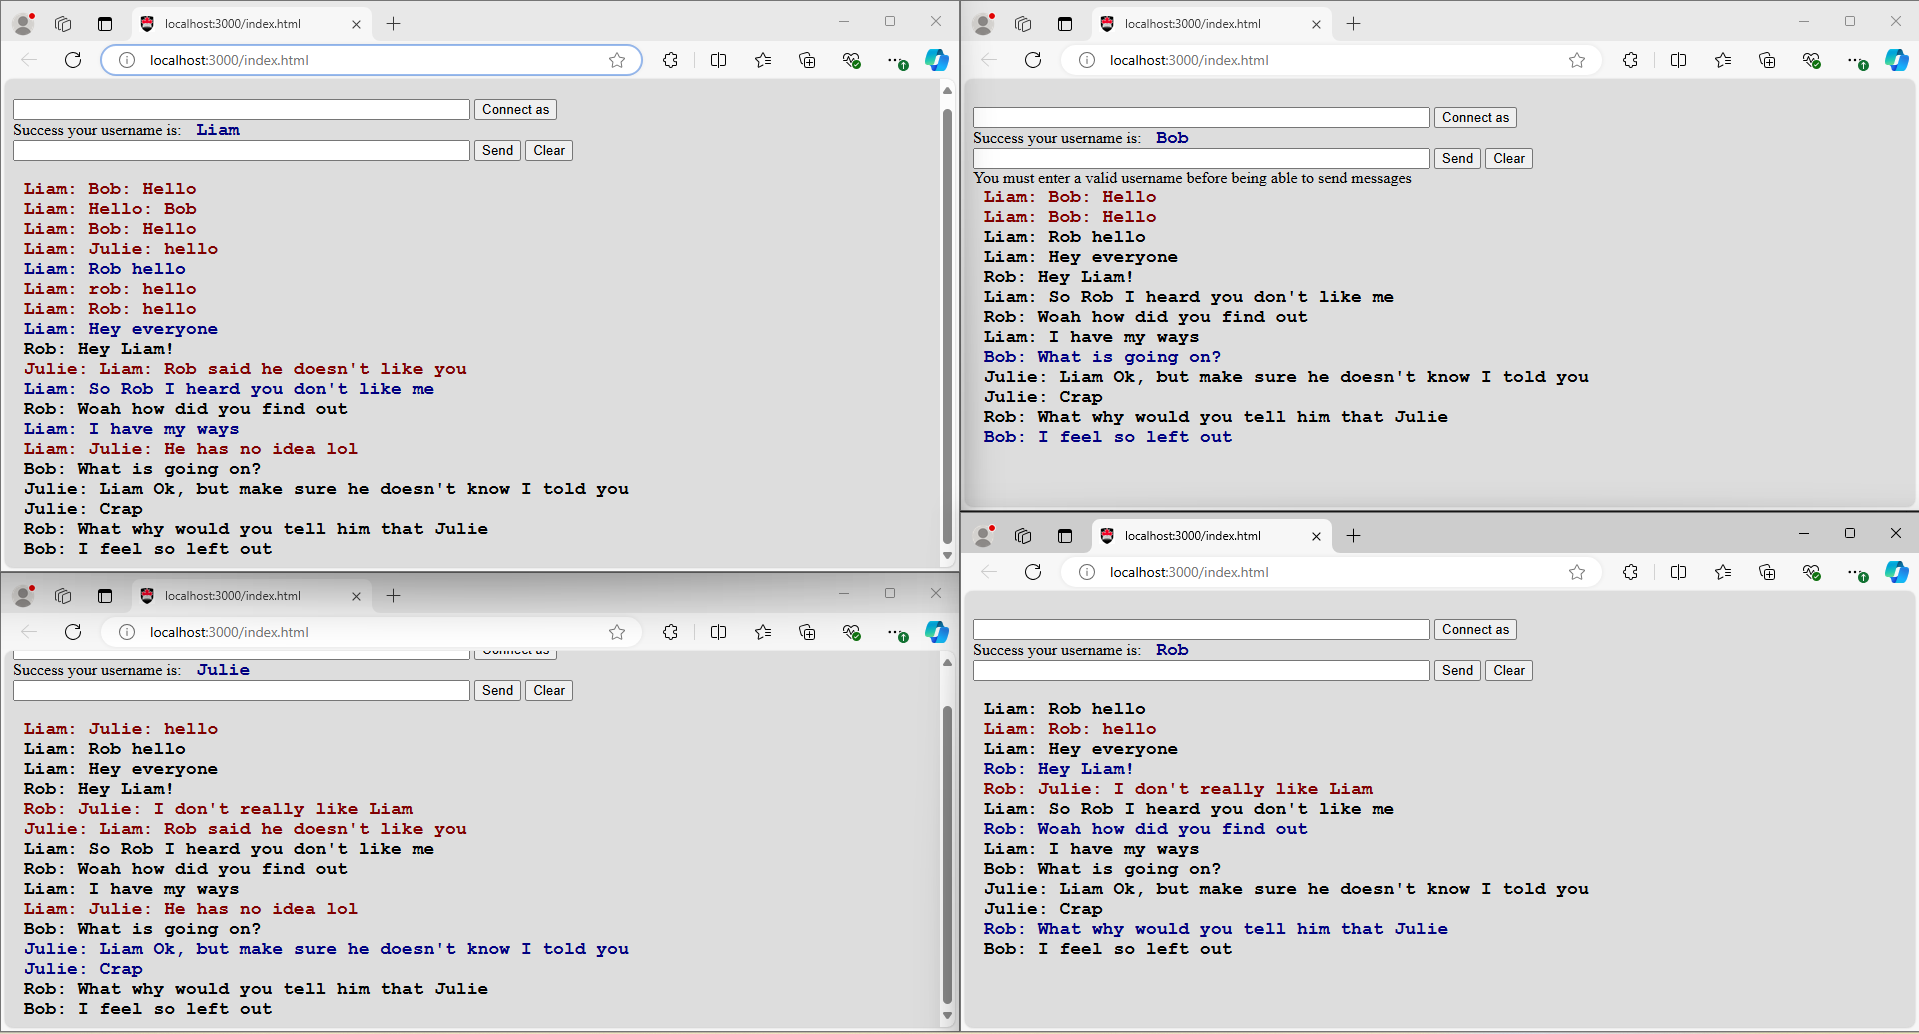 localhost:3000/index.html
localhost:3000/index.html
Connect as
Success your username is: Liam
Send Clear
Liam: Bob: Hello
Liam: Hello: Bob
Liam: Bob: Hello
Liam: Julie: hello
Liam: Rob hello
Liam: rob: hello
Liam: Rob: hello
Liam: Hey everyone
Rob: Hey Liam!
Julie: Liam: Rob said he doesn't like you
Liam: So Rob I heard you don't like me
Rob: Woah how did you find out
Liam: I have my ways
Liam: Julie: He has no idea lol
Bob: What is going on?
Julie: Liam Ok, but make sure he doesn't know I told you
Julie: Crap
Rob: What why would you tell him that Julie
Bob: I feel so left out
localhost:3000/index.html
localhost:3000/index.html
Connect as
Success your username is: Bob
Send Clear
You must enter a valid username before being able to send messages
Liam: Bob: Hello
Liam: Bob: Hello
Liam: Rob hello
Liam: Hey everyone
Rob: Hey Liam!
Liam: So Rob I heard you don't like me
Rob: Woah how did you find out
Liam: I have my ways
Bob: What is going on?
Julie: Liam Ok, but make sure he doesn't know I told you
Julie: Crap
Rob: What why would you tell him that Julie
Bob: I feel so left out
localhost:3000/index.html
localhost:3000/index.html
Connect as
Success your username is: Julie
Send Clear
Liam: Julie: hello
Liam: Rob hello
Liam: Hey everyone
Rob: Hey Liam!
Rob: Julie: I don't really like Liam
Julie: Liam: Rob said he doesn't like you
Liam: So Rob I heard you don't like me
Rob: Woah how did you find out
Liam: I have my ways
Liam: Julie: He has no idea lol
Bob: What is going on?
Julie: Liam Ok, but make sure he doesn't know I told you
Julie: Crap
Rob: What why would you tell him that Julie
Bob: I feel so left out
localhost:3000/index.html
localhost:3000/index.html
Connect as
Success your username is: Rob
Send Clear
Liam: Rob hello
Liam: Rob: hello
Liam: Hey everyone
Rob: Hey Liam!
Rob: Julie: I don't really like Liam
Liam: So Rob I heard you don't like me
Rob: Woah how did you find out
Liam: I have my ways
Bob: What is going on?
Julie: Liam Ok, but make sure he doesn't know I told you
Julie: Crap
Rob: What why would you tell him that Julie
Bob: I feel so left out